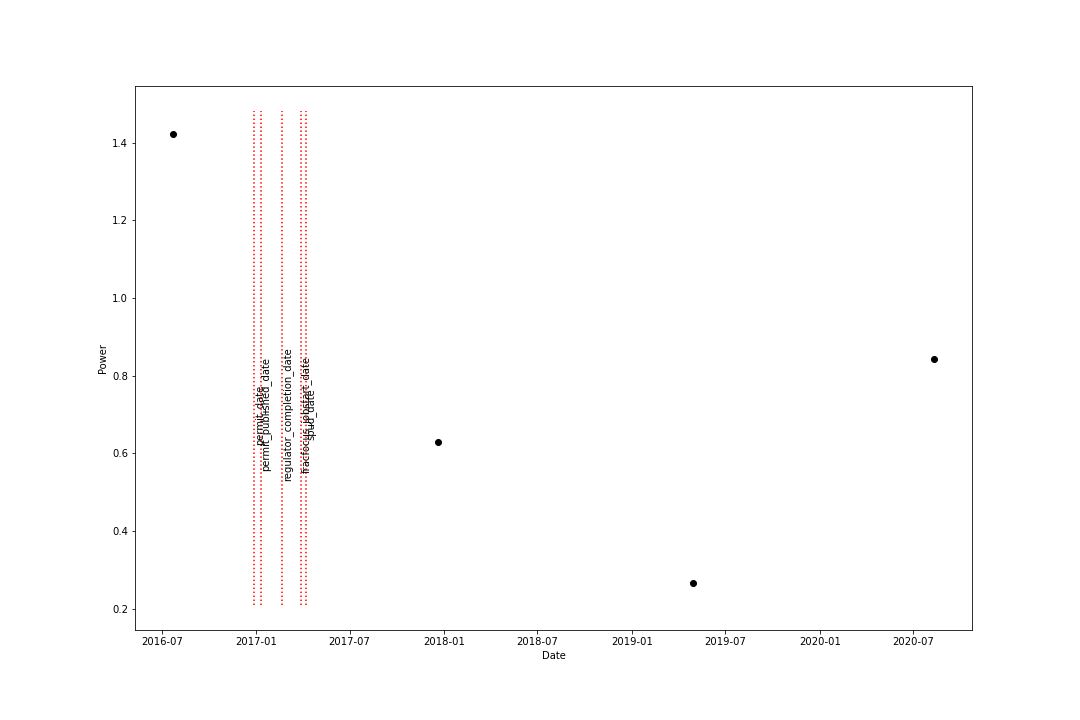 Power
1.4
1.2
1.0
0.8
0.6
0.4
0.2
permit_date
permit_published_date
regulator_completion_date
fracfocus_jobstart_date
spud_date
2016-07
2017-01
2017-07
2018-01
2018-07
2019-01
2019-07
2020-01
2020-07
Date